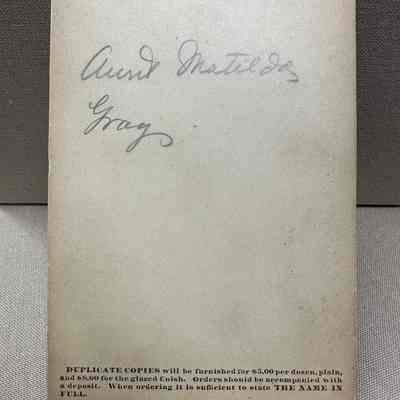 Aunt Matilda
Gray
DUPLICATE COPIES will be furnished for $5.00 per dozen, plain,
and $8.00 for the glazed finish. Orders should be accompanied with
a deposit. When ordering it is sufficient to state THE NAME IN
FULL.